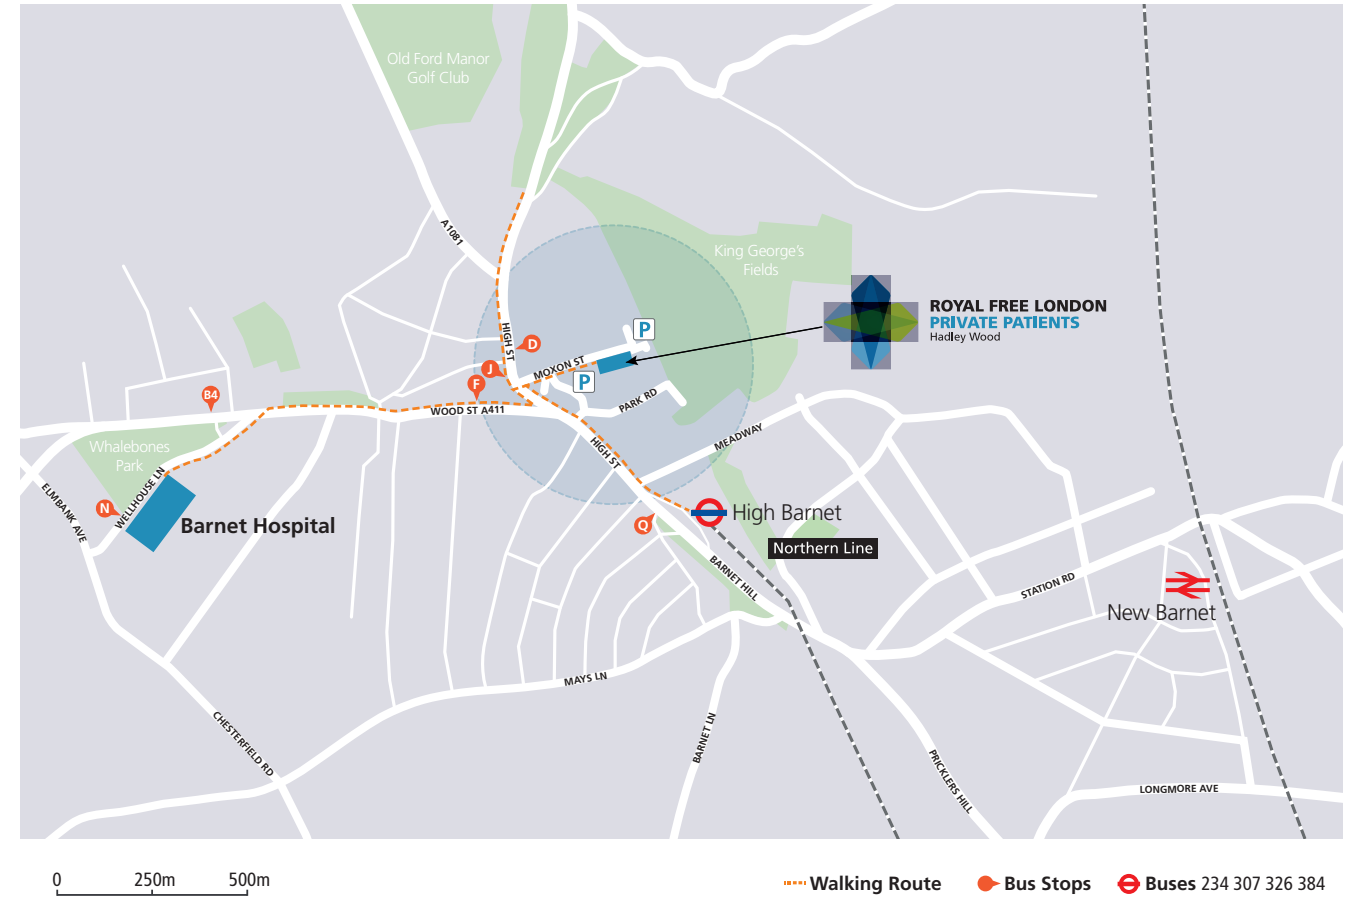 Old Ford Manor
Golf Club
A1081
King George's
Fields
ROYAL FREE LONDON
PRIVATE PATIENTS
Hadley Wood
HIGH ST
D
P
J
MOXON ST
F
P
B4
WOOD ST A411
PARK RD
Whalebones
Park
HIGH ST
MEADWAY
ELMBANK AVE
WELLHOUSE LN
N
Barnet Hospital
Q
High Barnet
Northern Line
BARNET HILL
STATION RD
New Barnet
MAYS LN
CHESTERFIELD RD
BARNET LN
PRICKLERS HILL
LONGMORE AVE
0 250m 500m
Walking Route Bus Stops Buses 234 307 326 384